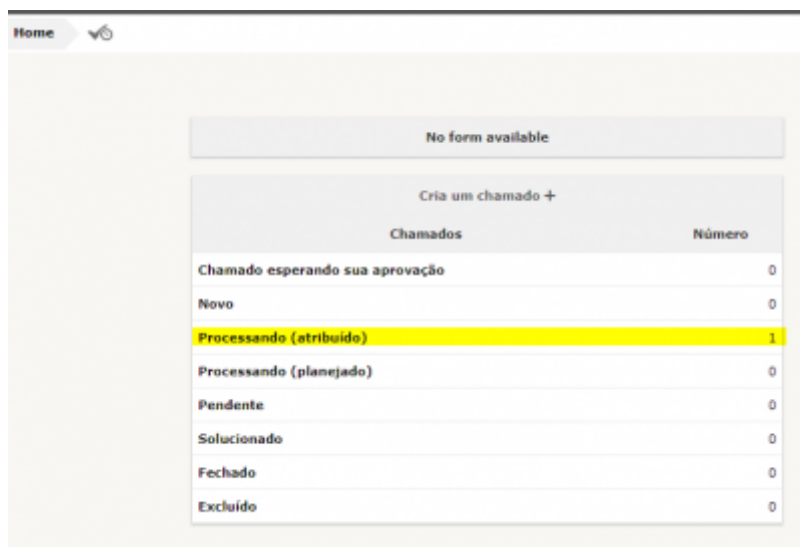 Home
No form available
Cria um chamado +
Chamados Número
Chamado esperando sua aprovação 0
Novo 0
Processando (atribuído) 1
Processando (planejado) 0
Pendente 0
Solucionado 0
Fechado 0
Excluído 0